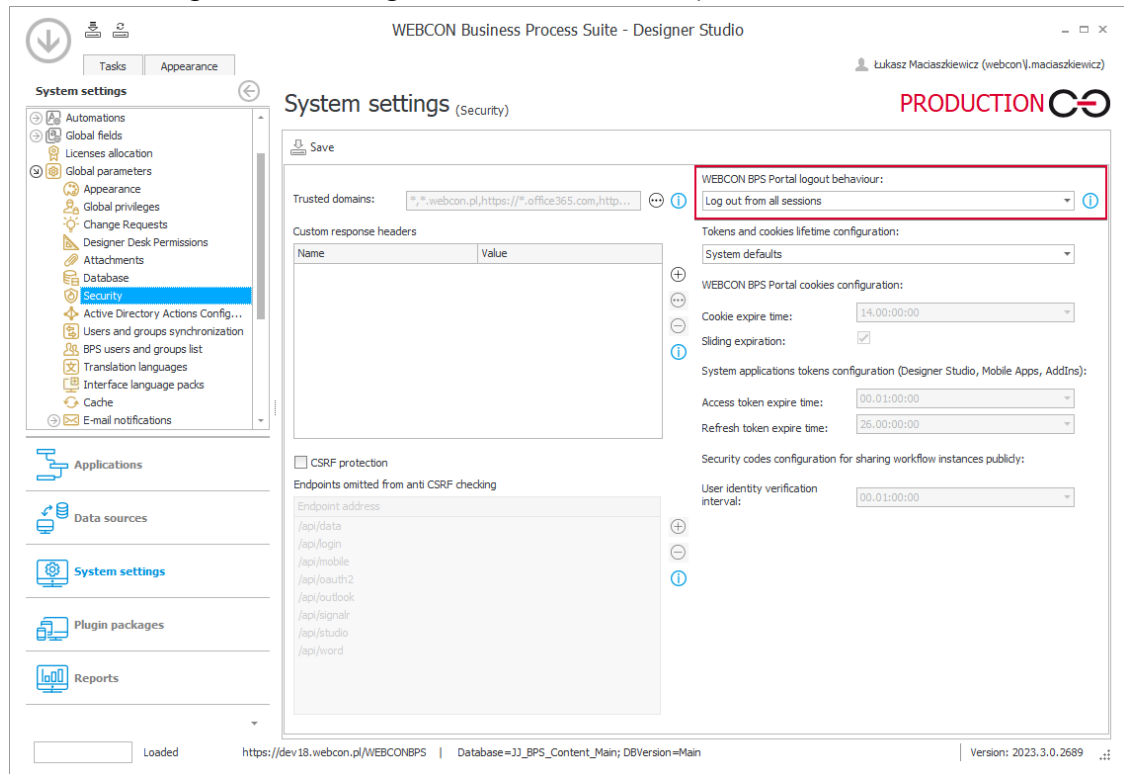 WEBCON Business Process Suite - Designer Studio
Tasks
Appearance
Łukasz Maciaszkiewicz (webcon\l.maciaszkiewicz)
System settings
Automations
Global fields
Licenses allocation
Global parameters
Appearance
Global privileges
Change Requests
Designer Desk Permissions
Attachments
Database
Security
Active Directory Actions Config...
Users and groups synchronization
BPS users and groups list
Translation languages
Interface language packs
Cache
E-mail notifications
Applications
Data sources
System settings
Plugin packages
Reports
System settings (Security)
PRODUCTION
Save
Trusted domains:
*,*.webcon.pl,https://*.office365.com,http...
Custom response headers
Name
Value
CSRF protection
Endpoints omitted from anti CSRF checking
Endpoint address
/api/data
/api/login
/api/mobile
/api/oauth2
/api/outlook
/api/signalr
/api/studio
/api/word
WEBCON BPS Portal logout behaviour:
Log out from all sessions
Tokens and cookies lifetime configuration:
System defaults
WEBCON BPS Portal cookies configuration:
Cookie expire time:
14.00:00:00
Sliding expiration:
System applications tokens configuration (Designer Studio, Mobile Apps, AddIns):
Access token expire time:
00.01:00:00
Refresh token expire time:
26.00:00:00
Security codes configuration for sharing workflow instances publicly:
User identity verification
interval:
00.01:00:00
Loaded
https://dev18.webcon.pl/WEBCONBPS | Database=JJ_BPS_Content_Main; DBVersion=Main
Version: 2023.3.0.2689